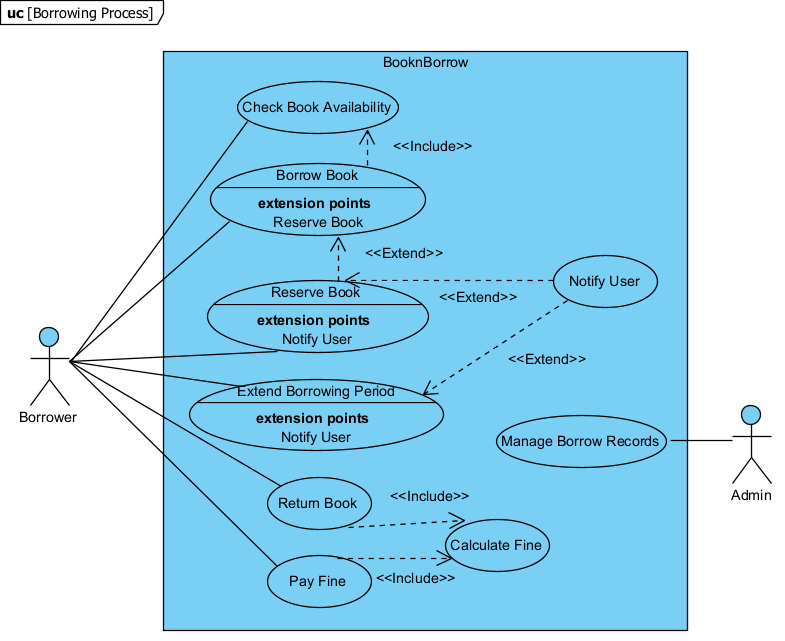 uc [Borrowing Process]
BooknBorrow
Check Book Availability
<<Include>>
Borrow Book
extension points
Reserve Book
<<Extend>>
Notify User
Reserve Book
<<Extend>>
extension points
Notify User
<<Extend>>
Extend Borrowing Period
extension points
Notify User
Borrower
Manage Borrow Records
Admin
<<Include>>
Return Book
Calculate Fine
Pay Fine
<<Include>>